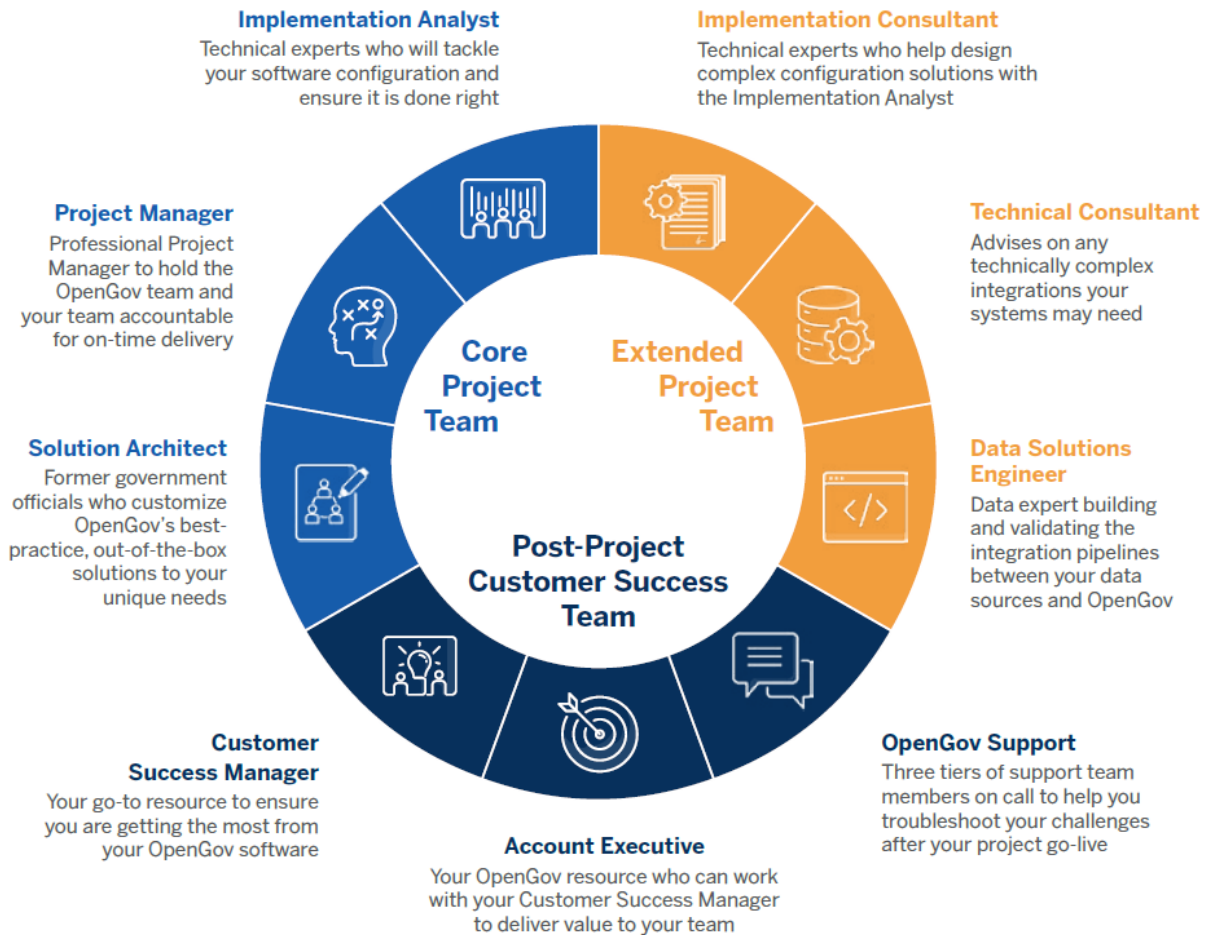 Implementation Analyst
Technical experts who will tackle
your software configuration and
ensure it is done right
Implementation Consultant
Technical experts who help design
complex configuration solutions with
the Implementation Analyst
Project Manager
Professional Project
Manager to hold the
OpenGov team and
your team accountable
for on-time delivery
Technical Consultant
Advises on any
technically complex
integrations your
systems may need
Core
Project
Team
Extended
Project
Team
Solution Architect
Former government
officials who customize
OpenGov’s best-
practice, out-of-the-box
solutions to your
unique needs
Data Solutions
Engineer
Data expert building
and validating the
integration pipelines
between your data
sources and OpenGov
</>
Post-Project
Customer Success
Team
Customer
Success Manager
Your go-to resource to ensure
you are getting the most from
your OpenGov software
Account Executive
Your OpenGov resource who can work
with your Customer Success Manager
to deliver value to your team
OpenGov Support
Three tiers of support team
members on call to help you
troubleshoot your challenges
after your project go-live